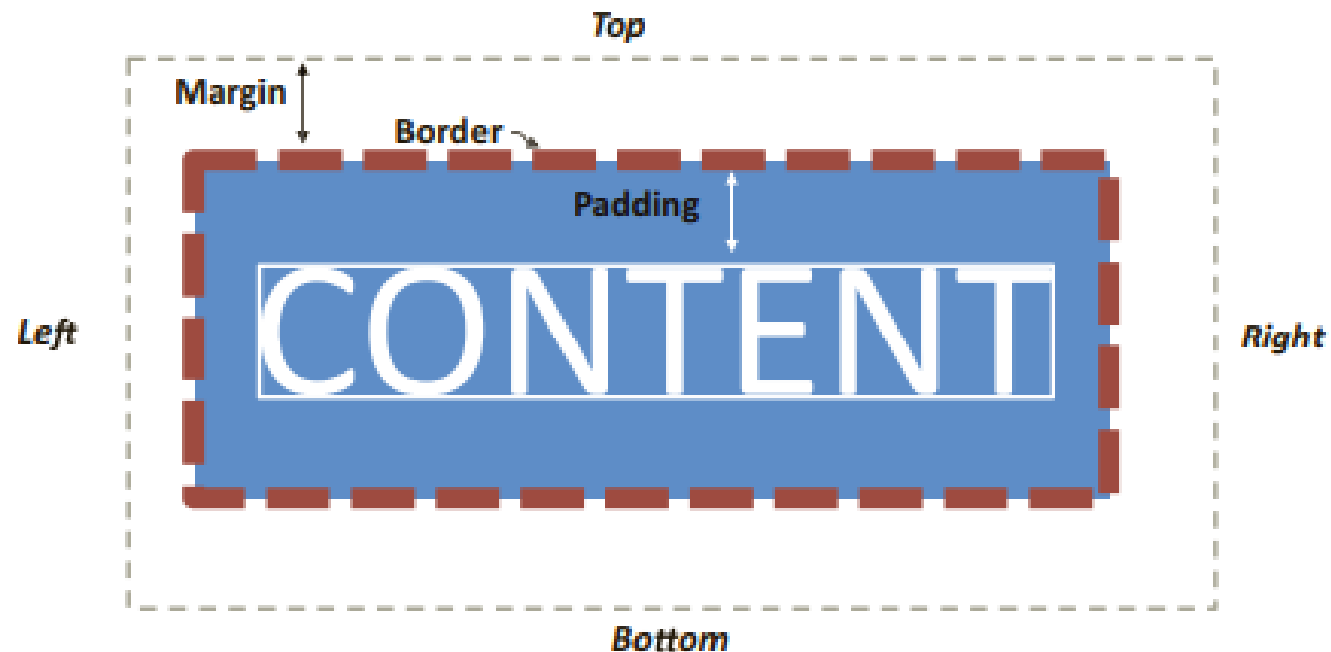 Top
Margin
Border
Padding
CONTENT
Left
Right
Bottom